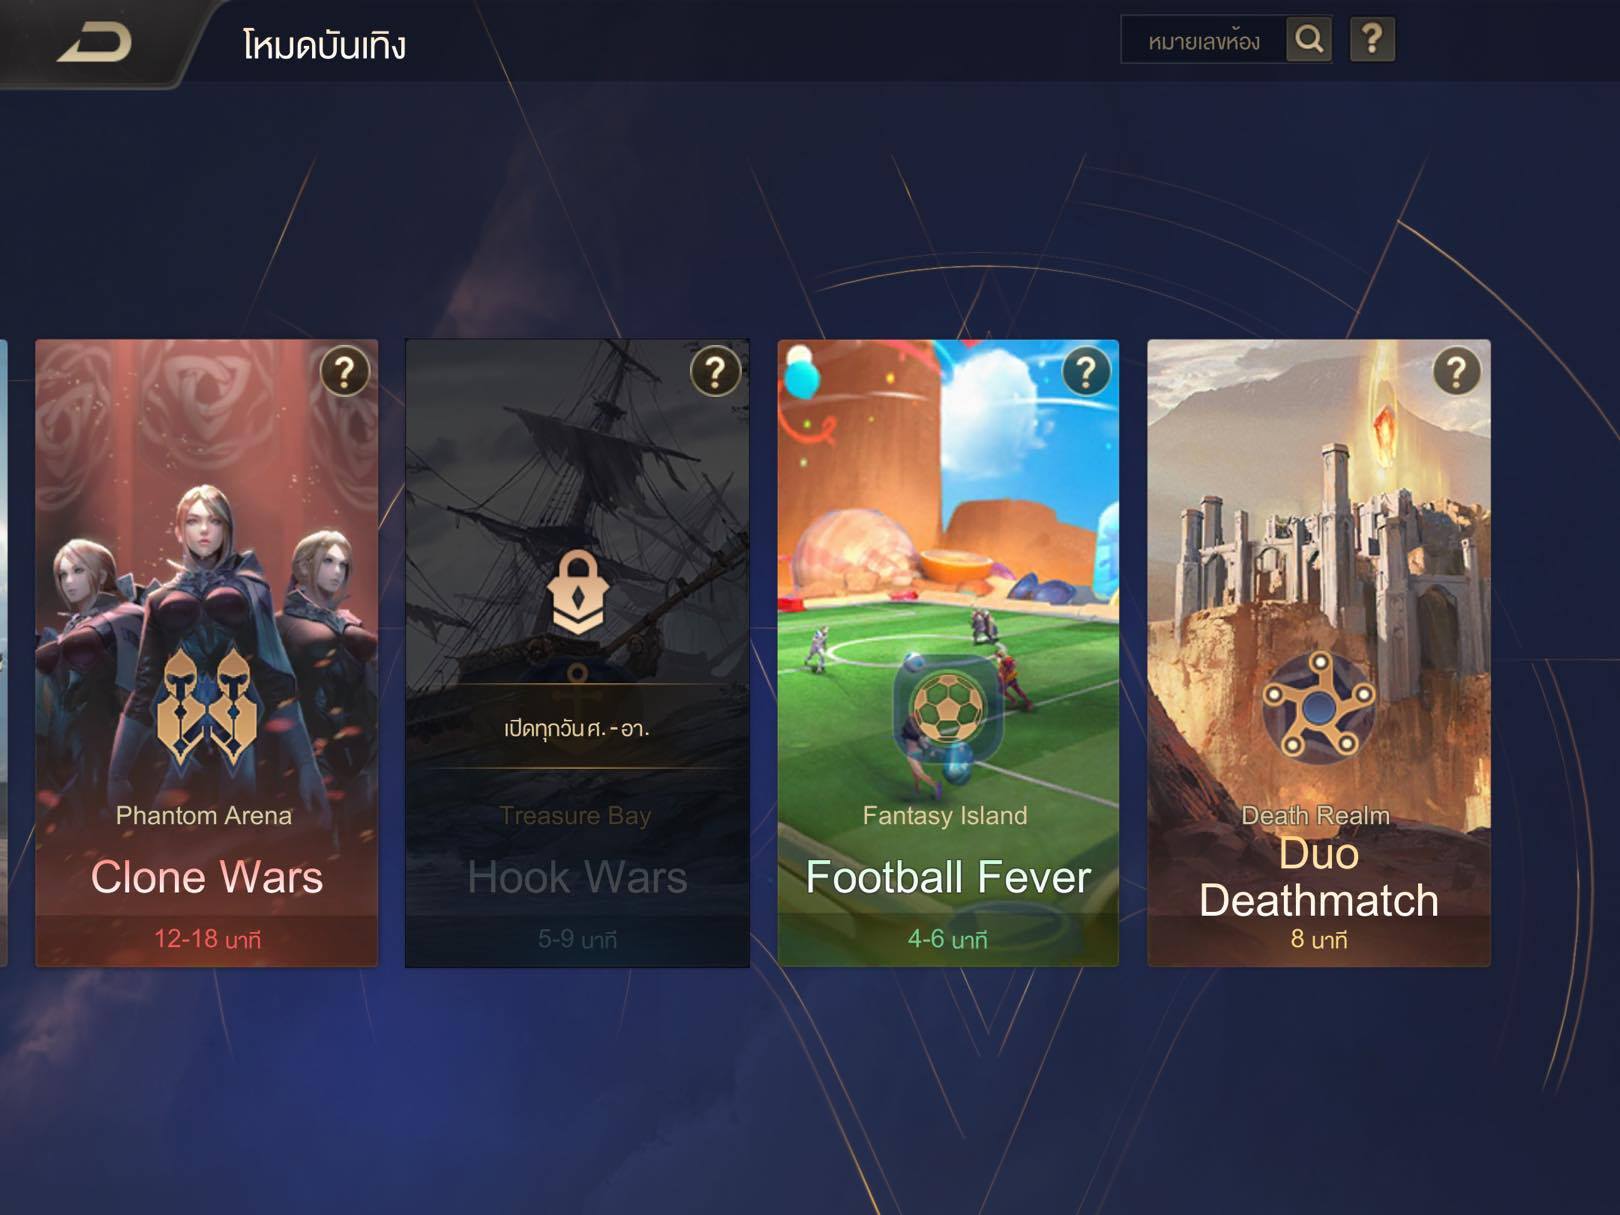 โหมดบันเทิง
หมายเลขห้อง
?
?
?
?
?
เปิดทุกวัน ศ. - อา.
Phantom Arena
Clone Wars
12-18 นาที
Treasure Bay
Hook Wars
5-9 นาที
Fantasy Island
Football Fever
4-6 นาที
Death Realm
Duo
Deathmatch
8 นาที